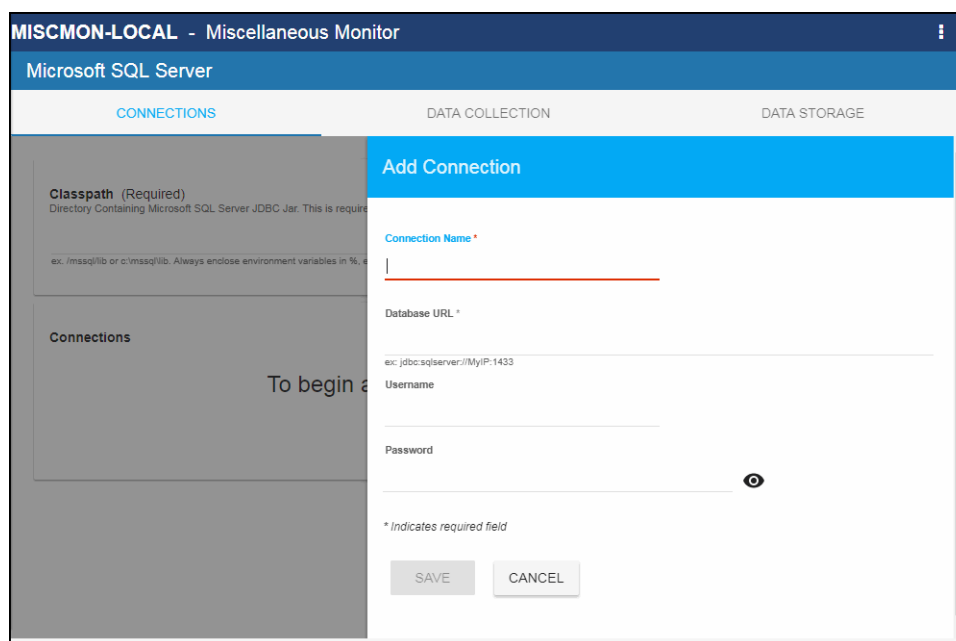 MISCMON-LOCAL - Miscellaneous Monitor
Microsoft SQL Server
CONNECTIONS
DATA COLLECTION
DATA STORAGE
Classpath (Required)
Directory Containing Microsoft SQL Server JDBC Jar. This is require
ex. /mssql/lib or c:\mssql\lib. Always enclose environment variables in %, e
Connections
To begin a
Add Connection
Connection Name *
Database URL *
ex: jdbc:sqlserver://MyIP:1433
Username
Password
* Indicates required field
SAVE
CANCEL